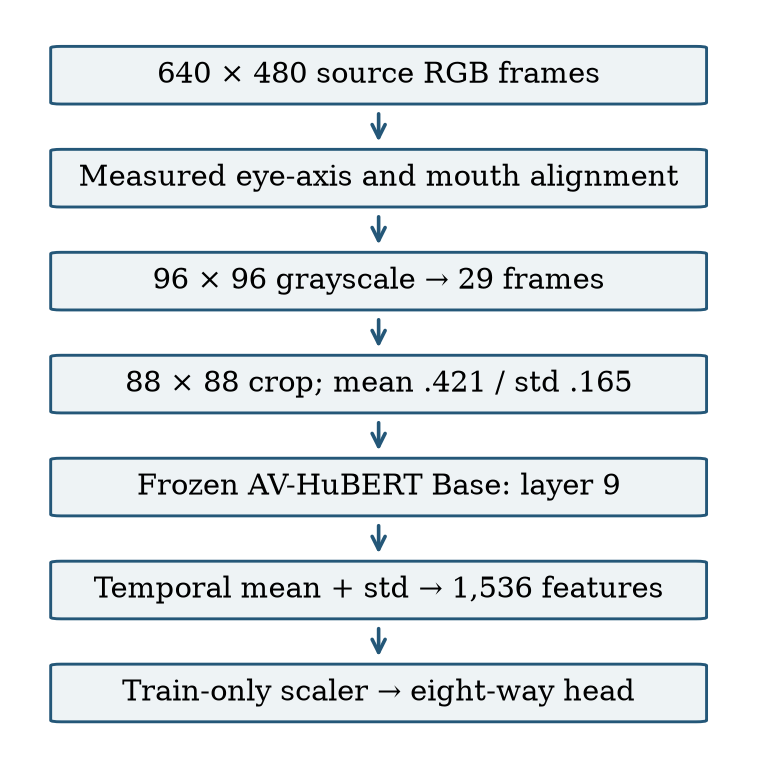 640 × 480 source RGB frames
Measured eye-axis and mouth alignment
96 × 96 grayscale → 29 frames
88 × 88 crop; mean .421 / std .165
Frozen AV-HuBERT Base: layer 9
Temporal mean + std → 1,536 features
Train-only scaler → eight-way head